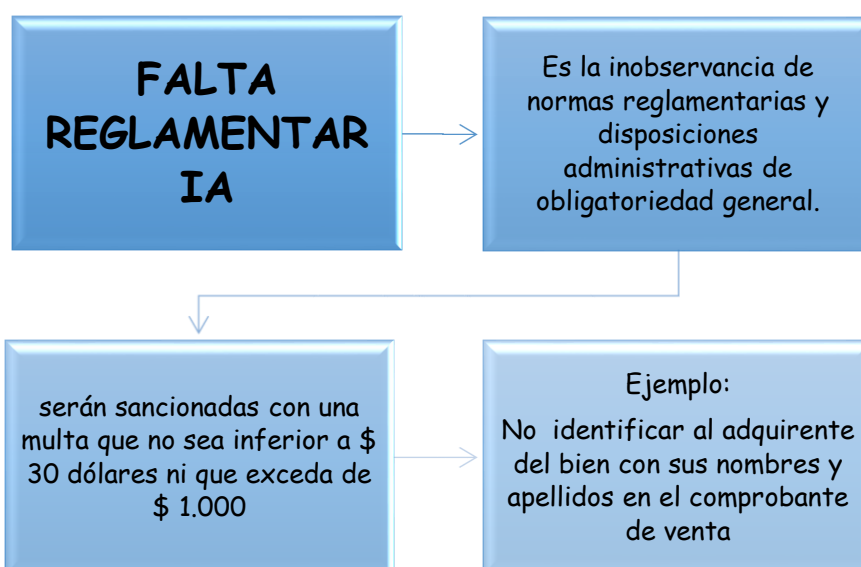 FALTA
REGLAMENTAR
IA
Es la inobservancia de
normas reglamentarias y
disposiciones
administrativas de
obligatoriedad general.
serán sancionadas con una
multa que no sea inferior a $
30 dólares ni que exceda de
$ 1.000
Ejemplo:
No identificar al adquirente
del bien con sus nombres y
apellidos en el comprobante
de venta